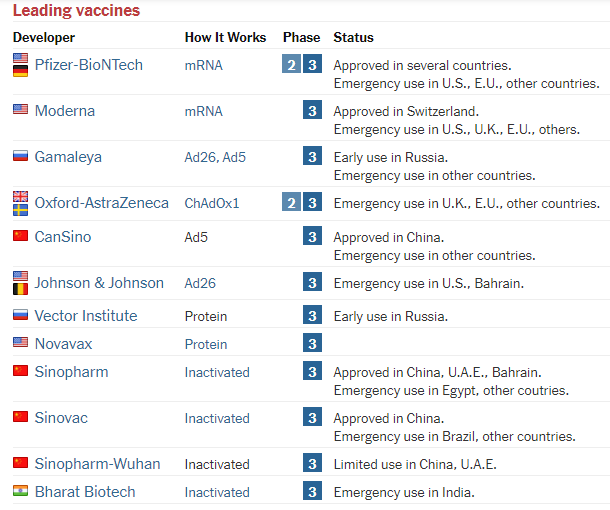 Leading vaccines
Developer How It Works Phase Status
Pfizer-BioNTech mRNA 2 3 Approved in several countries.
Emergency use in U.S., E.U., other countries.
Moderna mRNA 3 Approved in Switzerland.
Emergency use in U.S., U.K., E.U., others.
Gamaleya Ad26, Ad5 3 Early use in Russia.
Emergency use in other countries.
Oxford-AstraZeneca ChAdOx1 2 3 Emergency use in U.K., E.U., other countries.
CanSino Ad5 3 Approved in China.
Emergency use in other countries.
Johnson & Johnson Ad26 3 Emergency use in U.S., Bahrain.
Vector Institute Protein 3 Early use in Russia.
Novavax Protein 3
Sinopharm Inactivated 3 Approved in China, U.A.E., Bahrain.
Emergency use in Egypt, other coutries.
Sinovac Inactivated 3 Approved in China.
Emergency use in Brazil, other countries.
Sinopharm-Wuhan Inactivated 3 Limited use in China, U.A.E.
Bharat Biotech Inactivated 3 Emergency use in India.